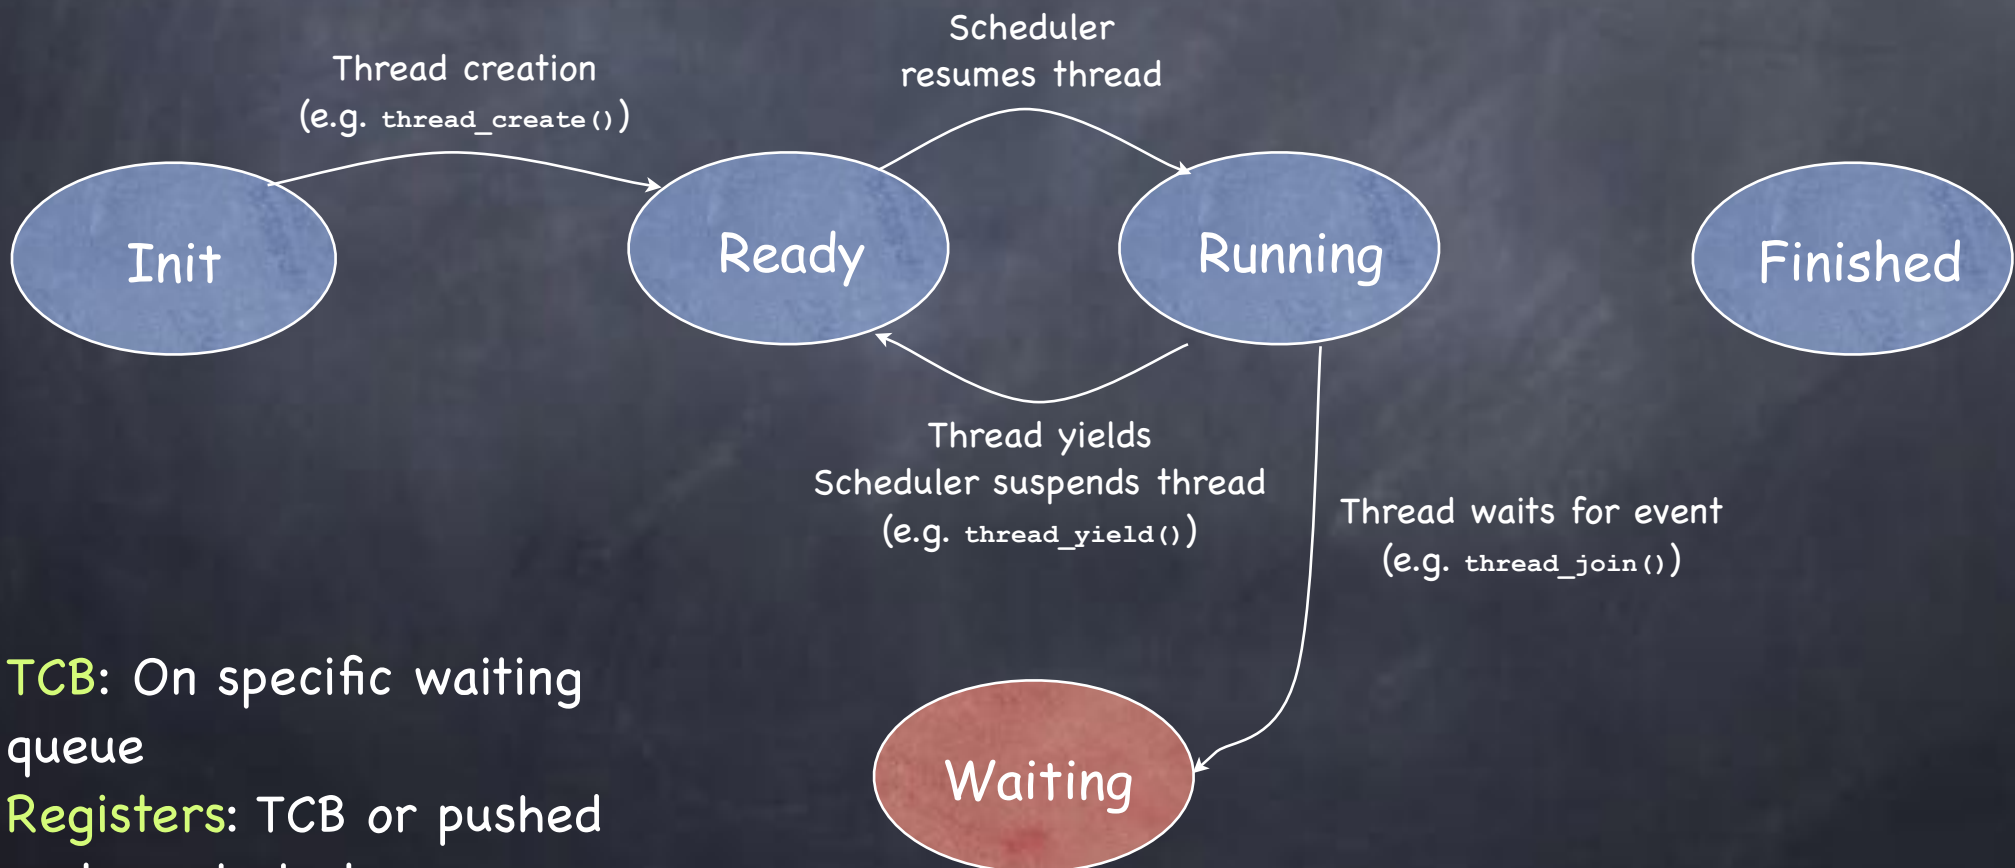 Scheduler
resumes thread
Thread creation
(e.g. thread_create())
Init
Ready
Running
Finished
Thread yields
Scheduler suspends thread
(e.g. thread_yield())
Thread waits for event
(e.g. thread_join())
TCB: On specific waiting
queue
Registers: TCB or pushed
Waiting